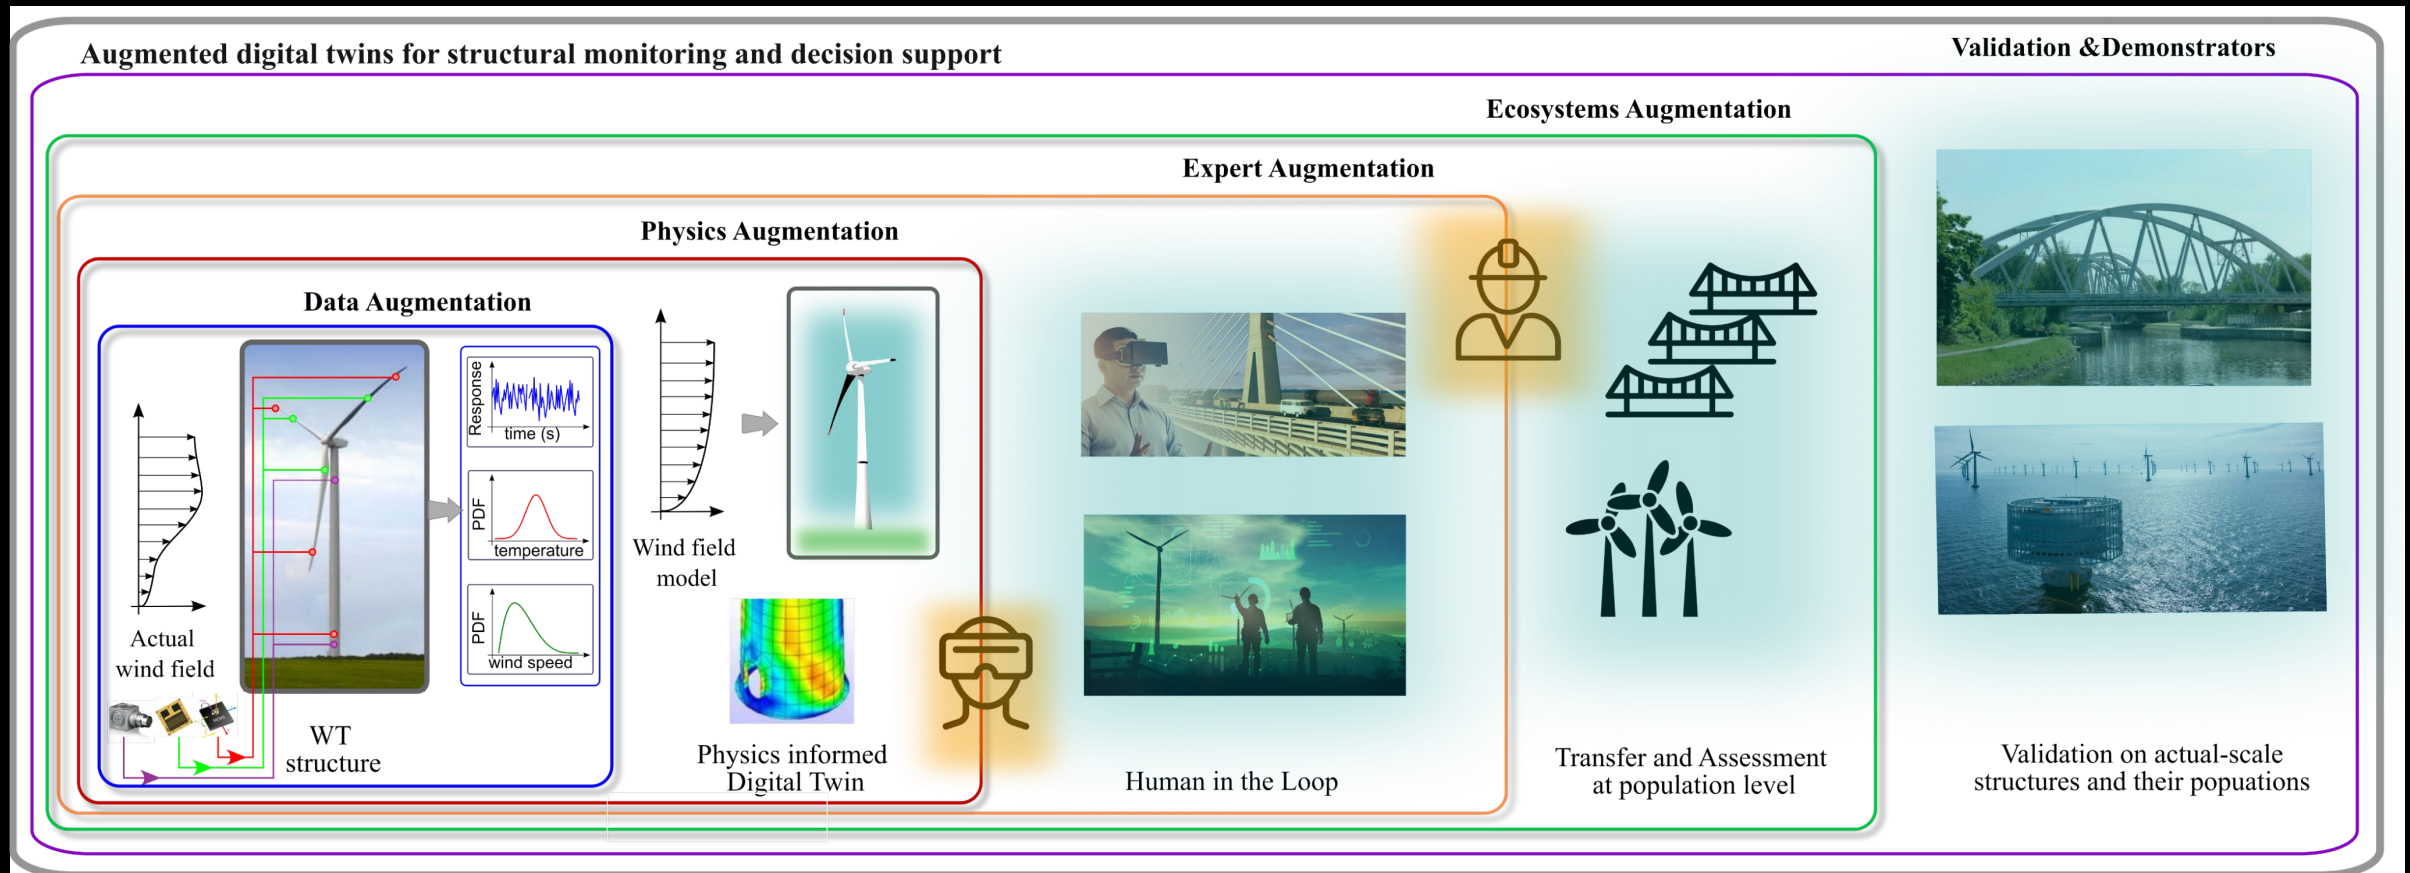 Augmented digital twins for structural monitoring and decision support
Validation &Demonstrators
Ecosystems Augmentation
Expert Augmentation
Physics Augmentation
Data Augmentation
Response
time (s)
PDF
temperature
PDF
wind speed
Actual
wind field
WT
structure
Wind field
model
Physics informed
Digital Twin
Human in the Loop
Transfer and Assessment
at population level
Validation on actual-scale
structures and their popuations